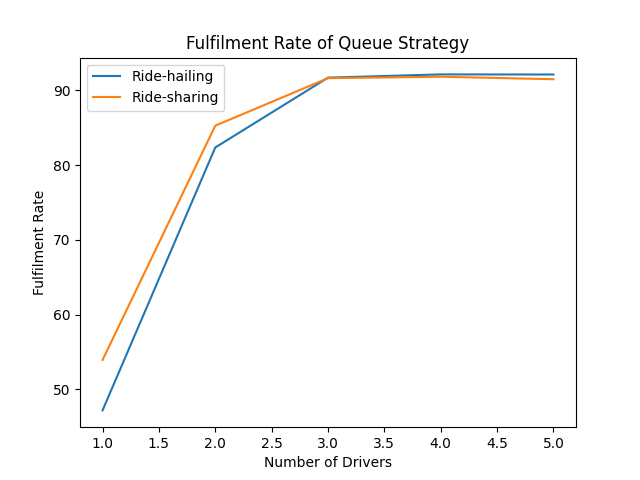 Fulfilment Rate of Queue Strategy
Ride-hailing
Ride-sharing
Fulfilment Rate
90
80
70
60
50
1.0 1.5 2.0 2.5 3.0 3.5 4.0 4.5 5.0
Number of Drivers